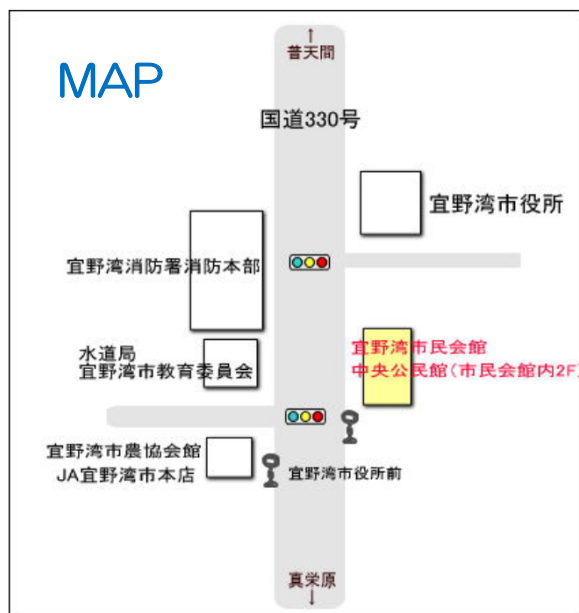 MAP
↑
普天間
国道330号
宜野湾市役所
宜野湾消防署消防本部
水道局
宜野湾市教育委員会
宜野湾市民会館
中央公民館(市民会館内2F)
宜野湾市農協会館
JA宜野湾市本店
宜野湾市役所前
真栄原
↓